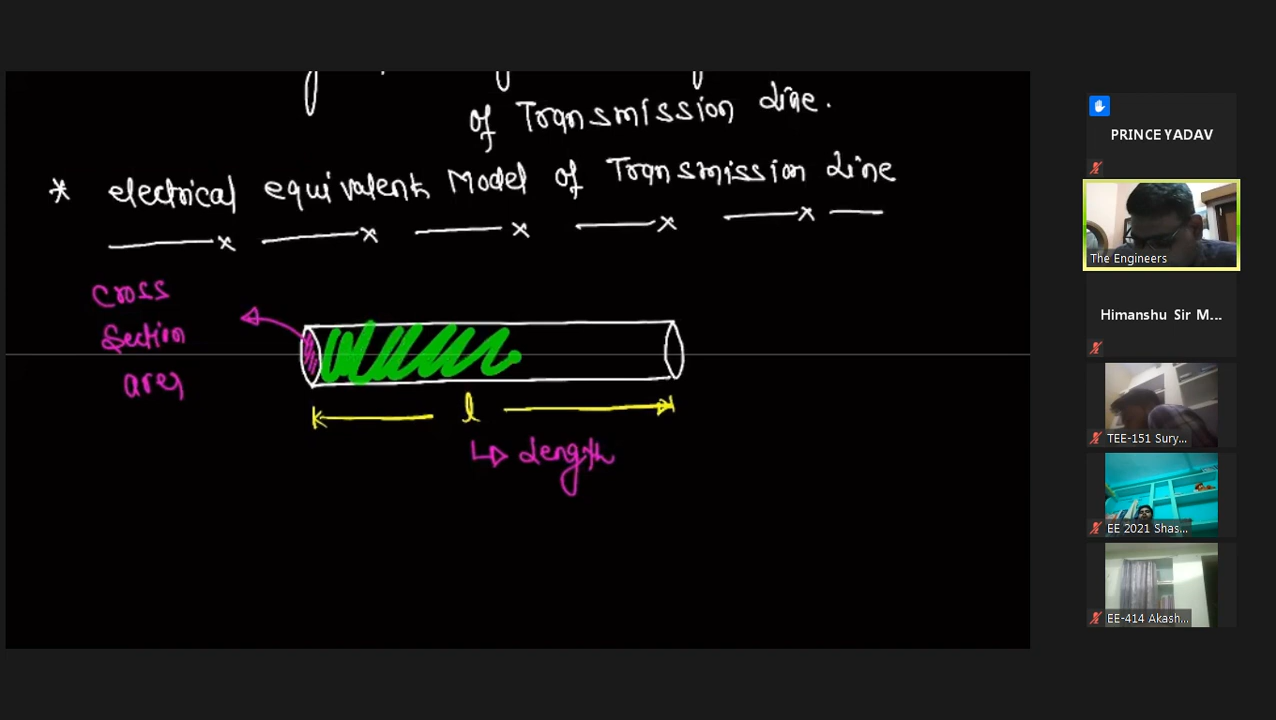 of Transmission Line.
* electrical equivalent Model of Transmission Line
Cross
Section
area
l
Length
PRINCE YADAV
The Engineers
Himanshu Sir M...
TEE-151 Sury...
EE 2021 Shas...
EE-414 Akash...